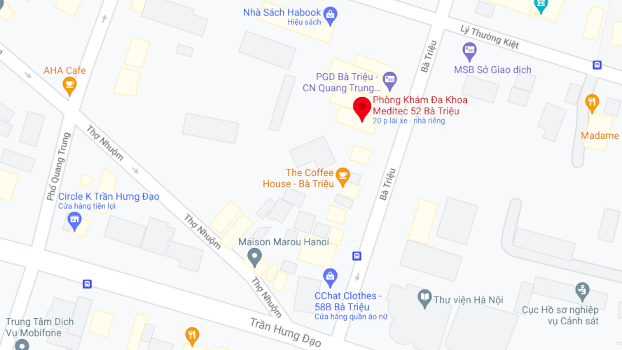 Nhà Sách Habook
Hiệu sách
Lý Thường Kiệt
Bà Triệu
MSB Sở Giao dịch
AHA Cafe
PGD Bà Triệu -
CN Quang Trung...
Phòng Khám Đa Khoa
Meditec 52 Bà Triệu
20 p lái xe - nhà riêng
Madame
Thợ Nhuộm
Phố Quang Trung
The Coffee
House - Bà Triệu
Bà Triệu
Circle K Trần Hưng Đạo
Cửa hàng tiện lợi
Thợ Nhuộm
Maison Marou Hanoi
Thợ Nhuộm
CChat Clothes -
58B Bà Triệu
Cửa hàng quần áo nữ
Thư viện Hà Nội
Cục Hồ sơ nghiệp
vụ Cảnh sát
Trần Hưng Đạo
Trung Tâm Dịch
Vụ Mobifone